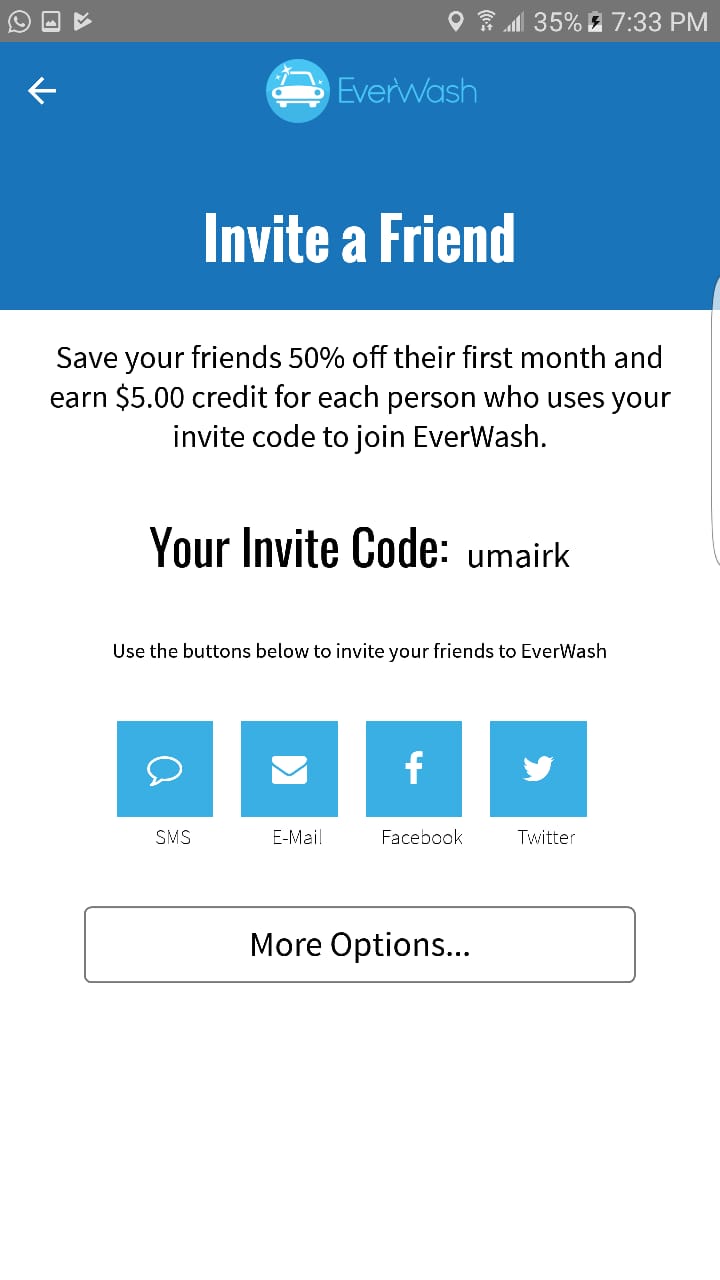 35% 7:33 PM
EverWash
Invite a Friend
Save your friends 50% off their first month and
earn $5.00 credit for each person who uses your
invite code to join EverWash.
Your Invite Code: umairk
Use the buttons below to invite your friends to EverWash
SMS E-Mail Facebook Twitter
More Options...